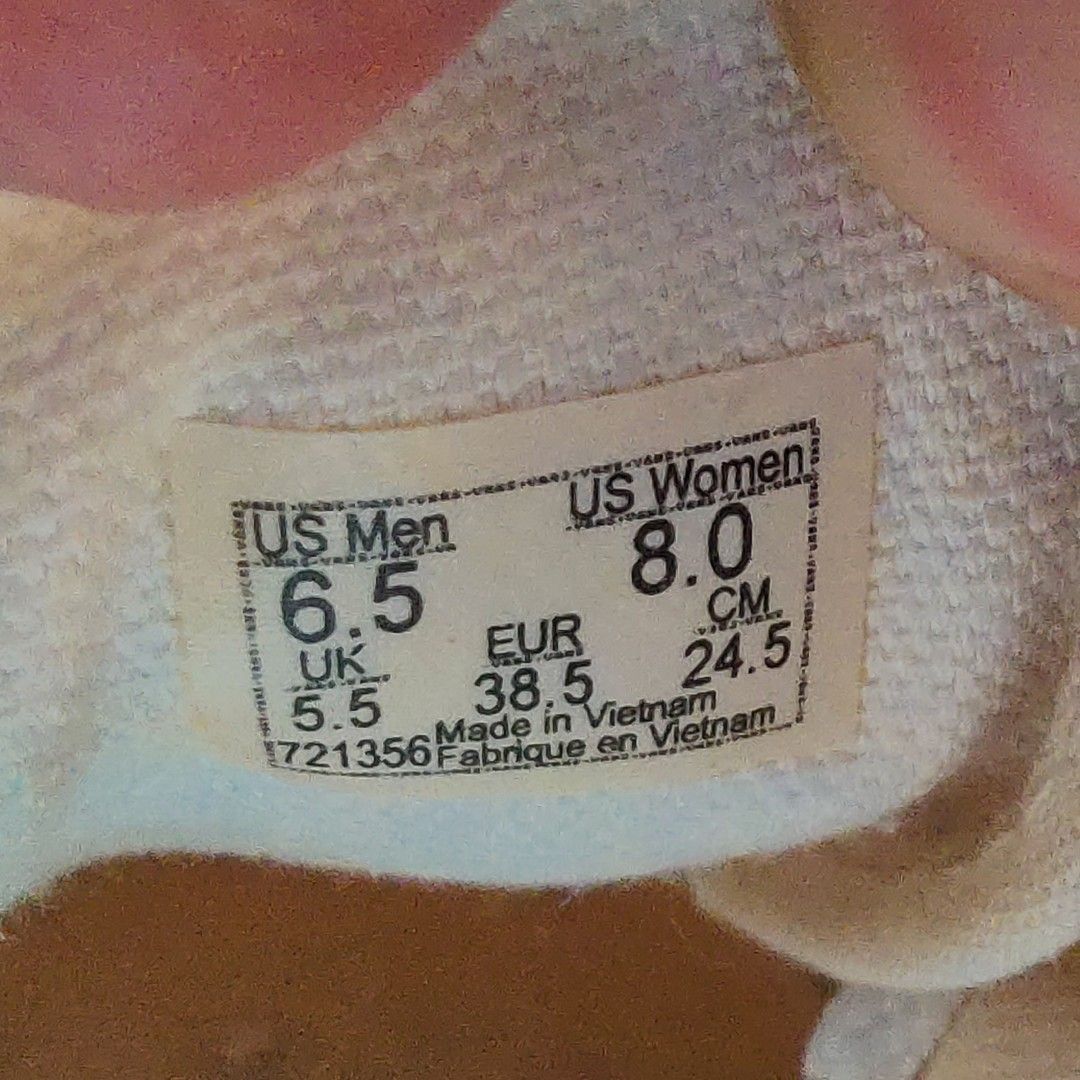 US Men US Women
6.5 8.0
UK EUR CM
5.5 38.5 24.5
Made in Vietnam
721356 Fabrique en Vietnam